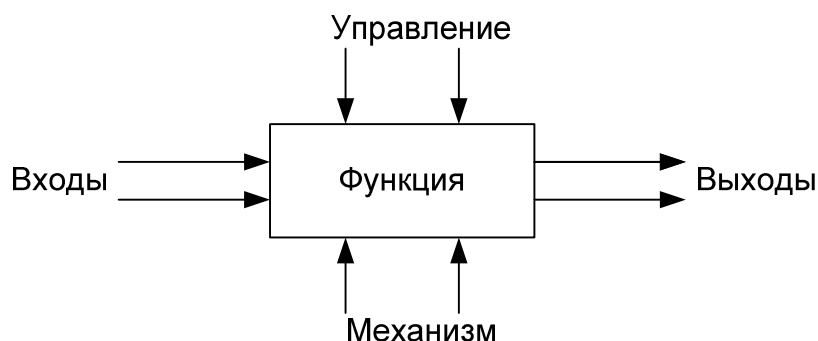 Управление
Входы
Функция
Выходы
Механизм